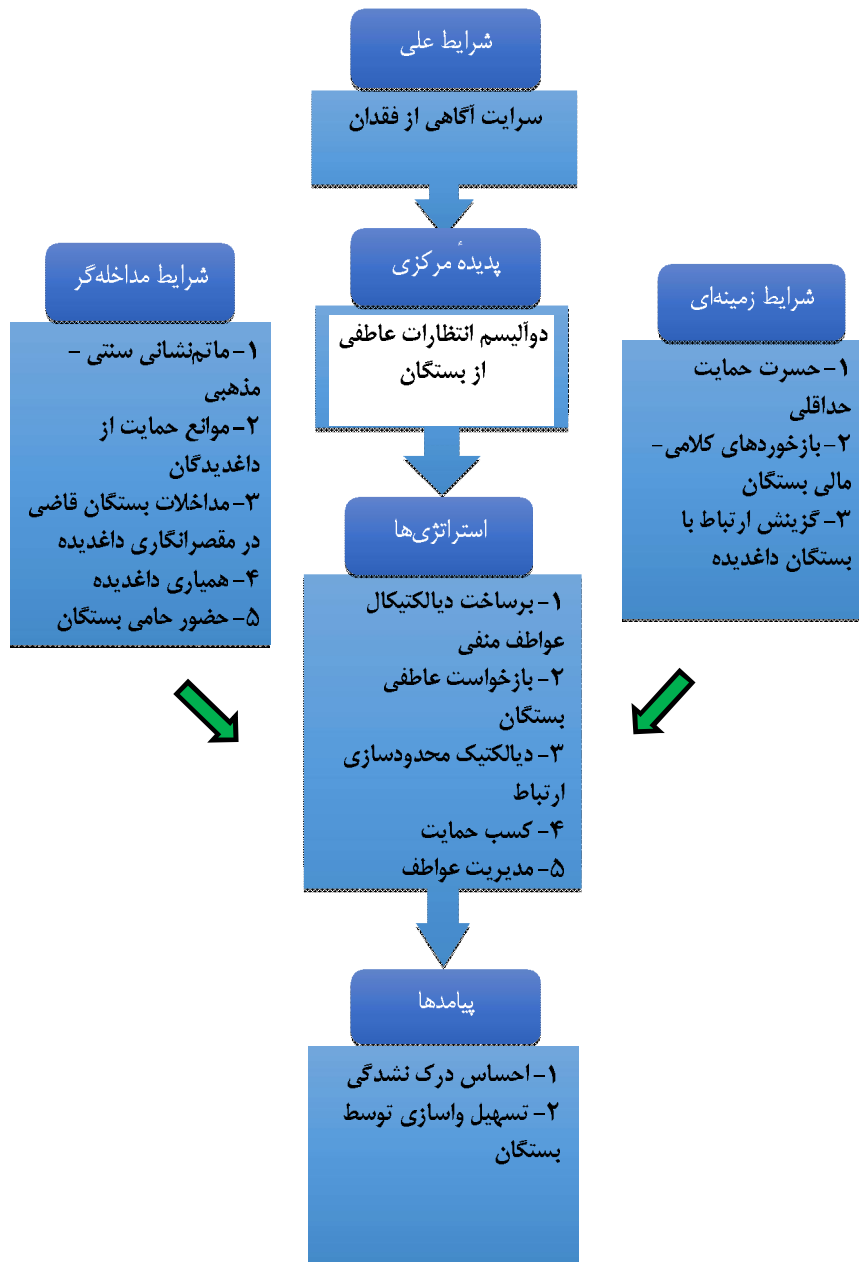 شرایط علی
سرایت آگاهی از فقدان
پدیدهٔ مرکزی
دوآلیسم انتظارات عاطفی
از بستگان
شرایط زمینه‌ای
۱- حسرت حمایت
حداقلی
۲- بازخوردهای کلامی-
مالی بستگان
۳- گزینش ارتباط با
بستگان داغدیده
شرایط مداخله‌گر
۱- ماتم‌نشانی سنتی -
مذهبی
۲- موانع حمایت از
داغدیدگان
۳- مداخلات بستگان قاضی
در مقصرانگاری داغدیده
۴- همیاری داغدیده
۵- حضور حامی بستگان
استراتژی‌ها
۱- برساخت دیالکتیکال
عواطف منفی
۲- بازخواست عاطفی
بستگان
۳- دیالکتیک محدودسازی
ارتباط
۴- کسب حمایت
۵- مدیریت عواطف
پیامدها
۱- احساس درک نشدگی
۲- تسهیل واسازی توسط
بستگان